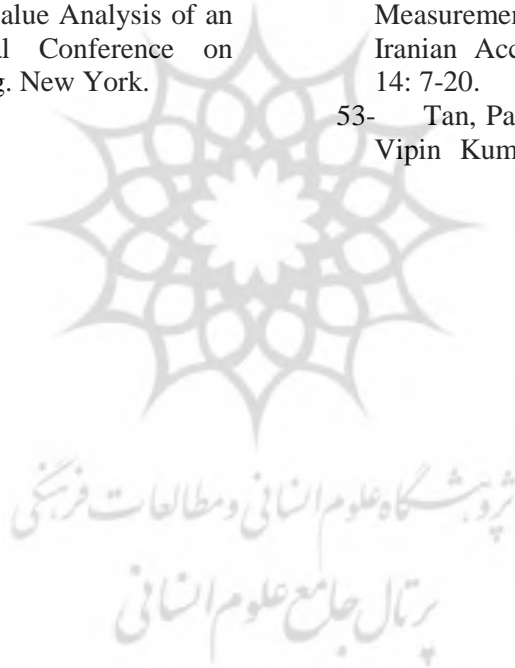 alue Analysis of an
al Conference on
g. New York.
Measuremen
Iranian Acc
14: 7-20.
53- Tan, Pa
Vipin Kum
پژوهشگاه علوم انسانی و مطالعات فرهنگی
پرتال جامع علوم انسانی